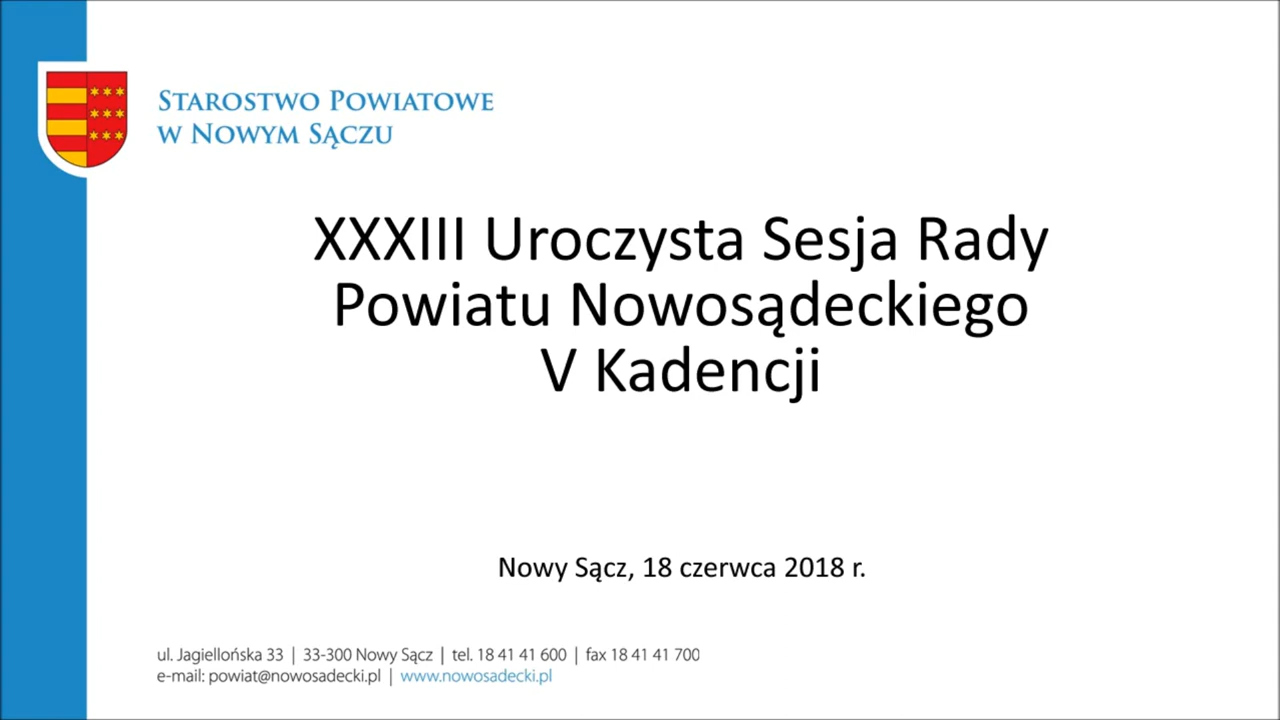 Starostwo Powiatowe
w Nowym Sączu
XXXIII Uroczysta Sesja Rady
Powiatu Nowosądeckiego
V Kadencji
Nowy Sącz, 18 czerwca 2018 r.
ul. Jagiellońska 33 | 33-300 Nowy Sącz | tel. 18 41 41 600 | fax 18 41 41 700
e-mail: powiat@nowosadecki.pl | www.nowosadecki.pl